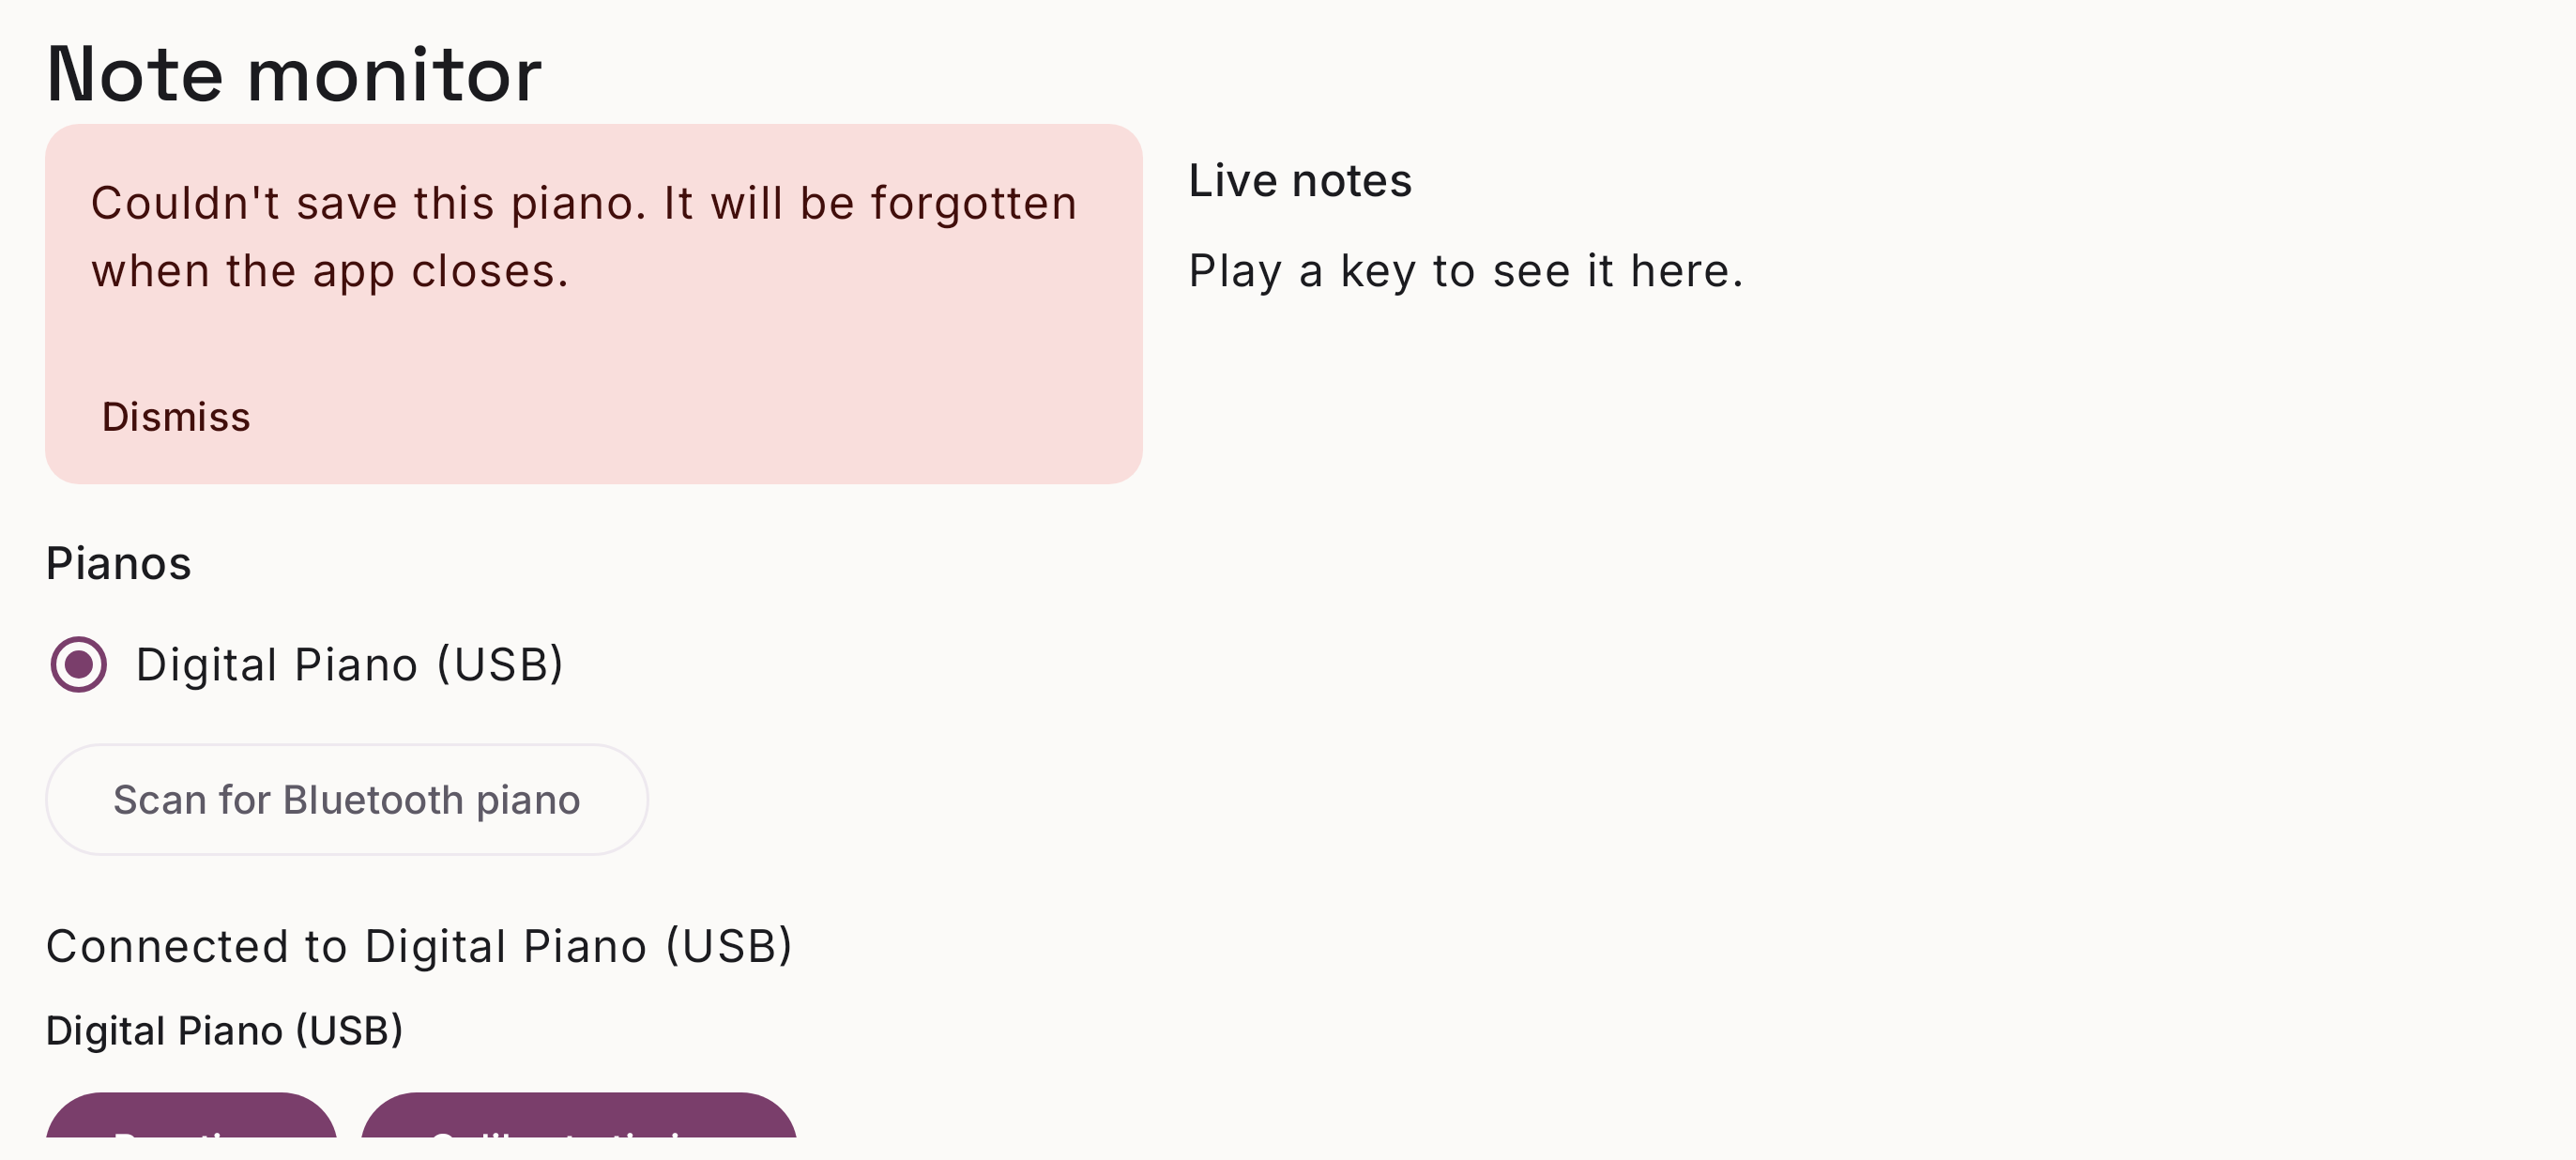 Note monitor
Couldn't save this piano. It will be forgotten
when the app closes.
Dismiss
Live notes
Play a key to see it here.
Pianos
Digital Piano (USB)
Scan for Bluetooth piano
Connected to Digital Piano (USB)
Digital Piano (USB)